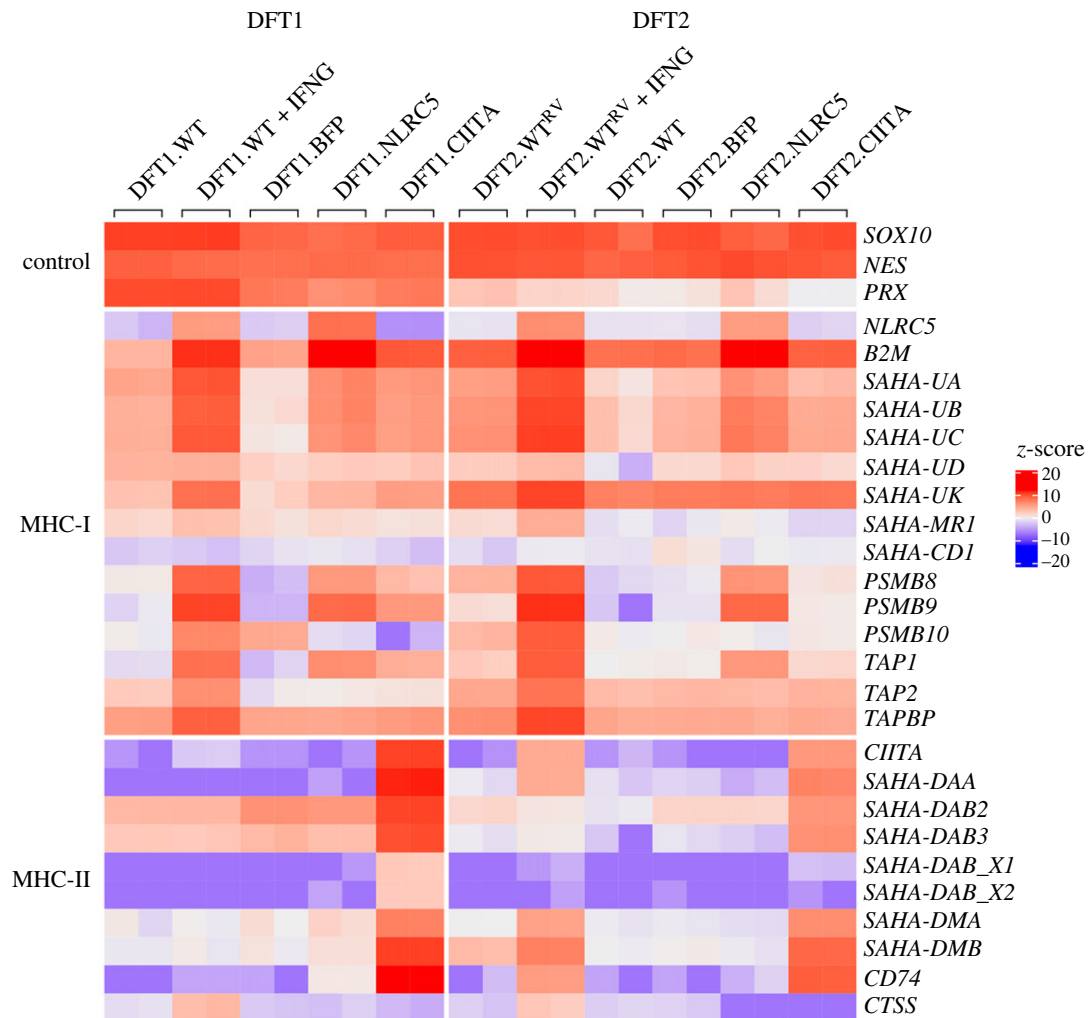 DFT1 DFT2
DFT1.WT
DFT1.WT + IFNG
DFT1.BFP
DFT1.NLRC5
DFT1.CIITA
DFT2.WTᴿⱽ
DFT2.WTᴿⱽ + IFNG
DFT2.WT
DFT2.BFP
DFT2.NLRC5
DFT2.CIITA
control
SOX10
NES
PRX
MHC-I
NLRC5
B2M
SAHA-UA
SAHA-UB
SAHA-UC
SAHA-UD
SAHA-UK
SAHA-MR1
SAHA-CD1
PSMB8
PSMB9
PSMB10
TAP1
TAP2
TAPBP
MHC-II
CIITA
SAHA-DAA
SAHA-DAB2
SAHA-DAB3
SAHA-DAB_X1
SAHA-DAB_X2
SAHA-DMA
SAHA-DMB
CD74
CTSS
z-score
20
10
0
−10
−20